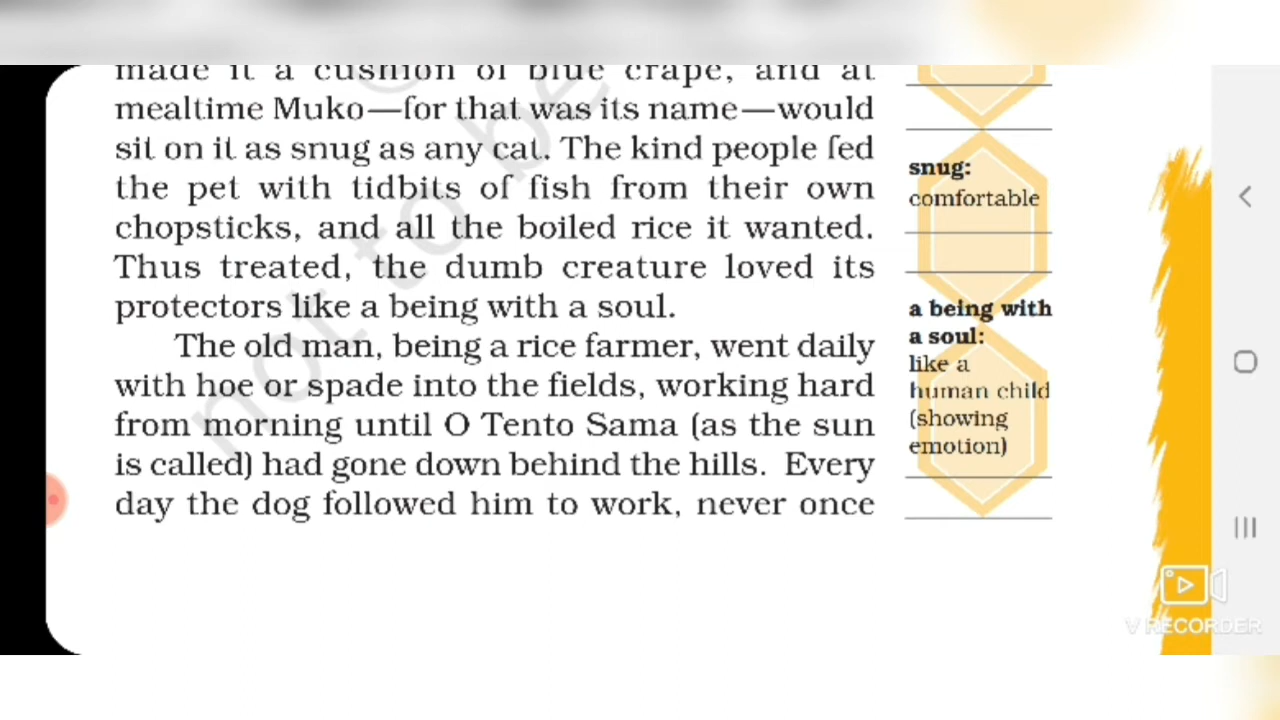 made it a cushion of blue crape, and at
mealtime Muko—for that was its name—would
sit on it as snug as any cat. The kind people fed
the pet with tidbits of fish from their own
chopsticks, and all the boiled rice it wanted.
Thus treated, the dumb creature loved its
protectors like a being with a soul.
The old man, being a rice farmer, went daily
with hoe or spade into the fields, working hard
from morning until O Tento Sama (as the sun
is called) had gone down behind the hills. Every
day the dog followed him to work, never once
snug:
comfortable
a being with
a soul:
like a
human child
(showing
emotion)
not to be
V RECORDER